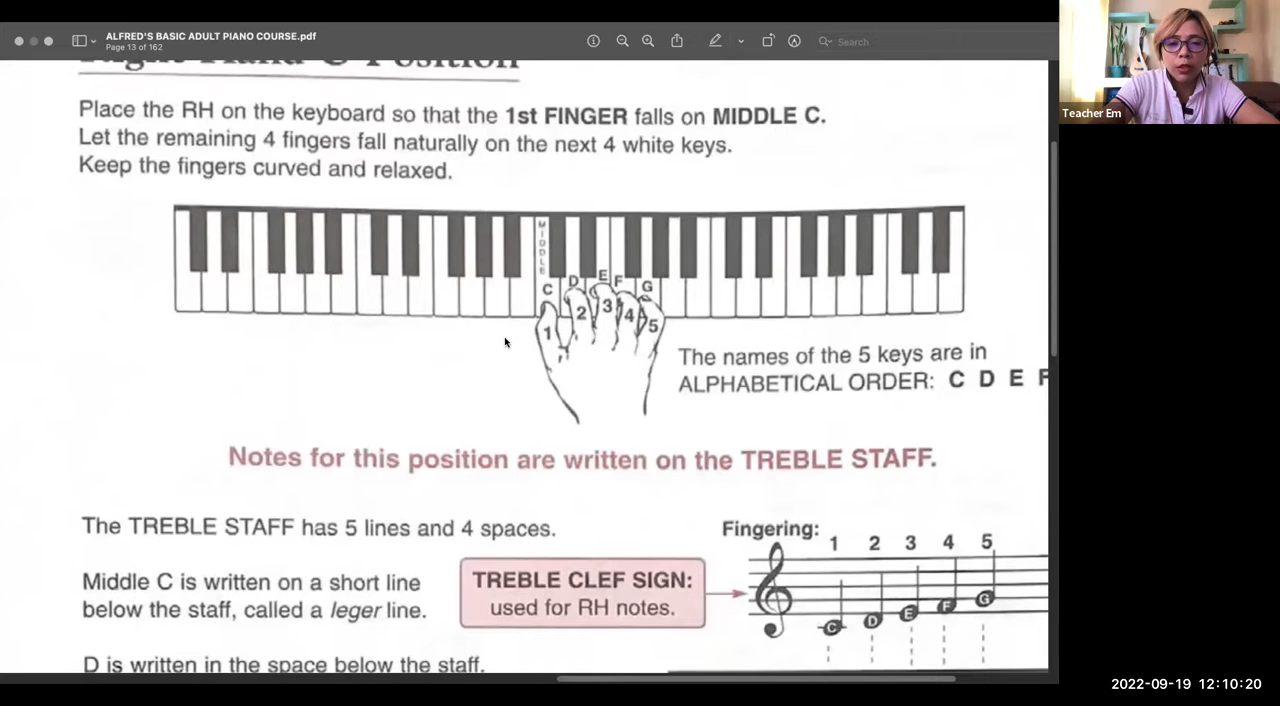 ALFRED'S BASIC ADULT PIANO COURSE.pdf
Page 13 of 162
Search
Right Hand C Position
Place the RH on the keyboard so that the 1st FINGER falls on MIDDLE C.
Let the remaining 4 fingers fall naturally on the next 4 white keys.
Keep the fingers curved and relaxed.
MIDDLE
C D E F G
1 2 3 4 5
The names of the 5 keys are in
ALPHABETICAL ORDER: C D E F
Notes for this position are written on the TREBLE STAFF.
The TREBLE STAFF has 5 lines and 4 spaces.
Fingering: 1 2 3 4 5
Middle C is written on a short line
below the staff, called a leger line.
TREBLE CLEF SIGN:
used for RH notes.
C D E F G
D is written in the space below the staff.
Teacher Em
2022-09-19 12:10:20